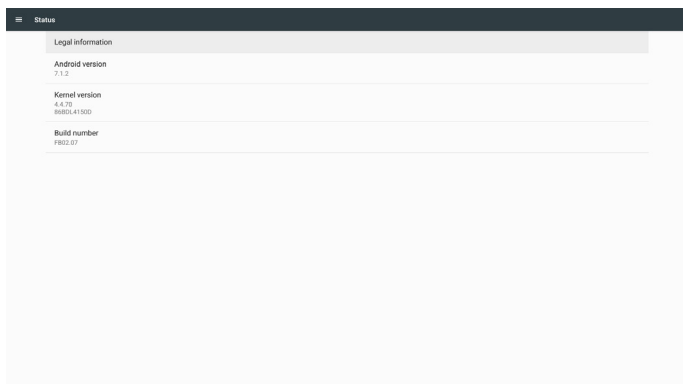 Status
Legal information
Android version
7.1.2
Kernel version
4.4.70
86BDL4150D
Build number
FB02.07